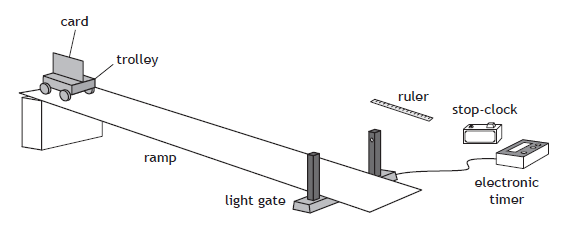 card
trolley
ruler
stop-clock
ramp
electronic
timer
light gate